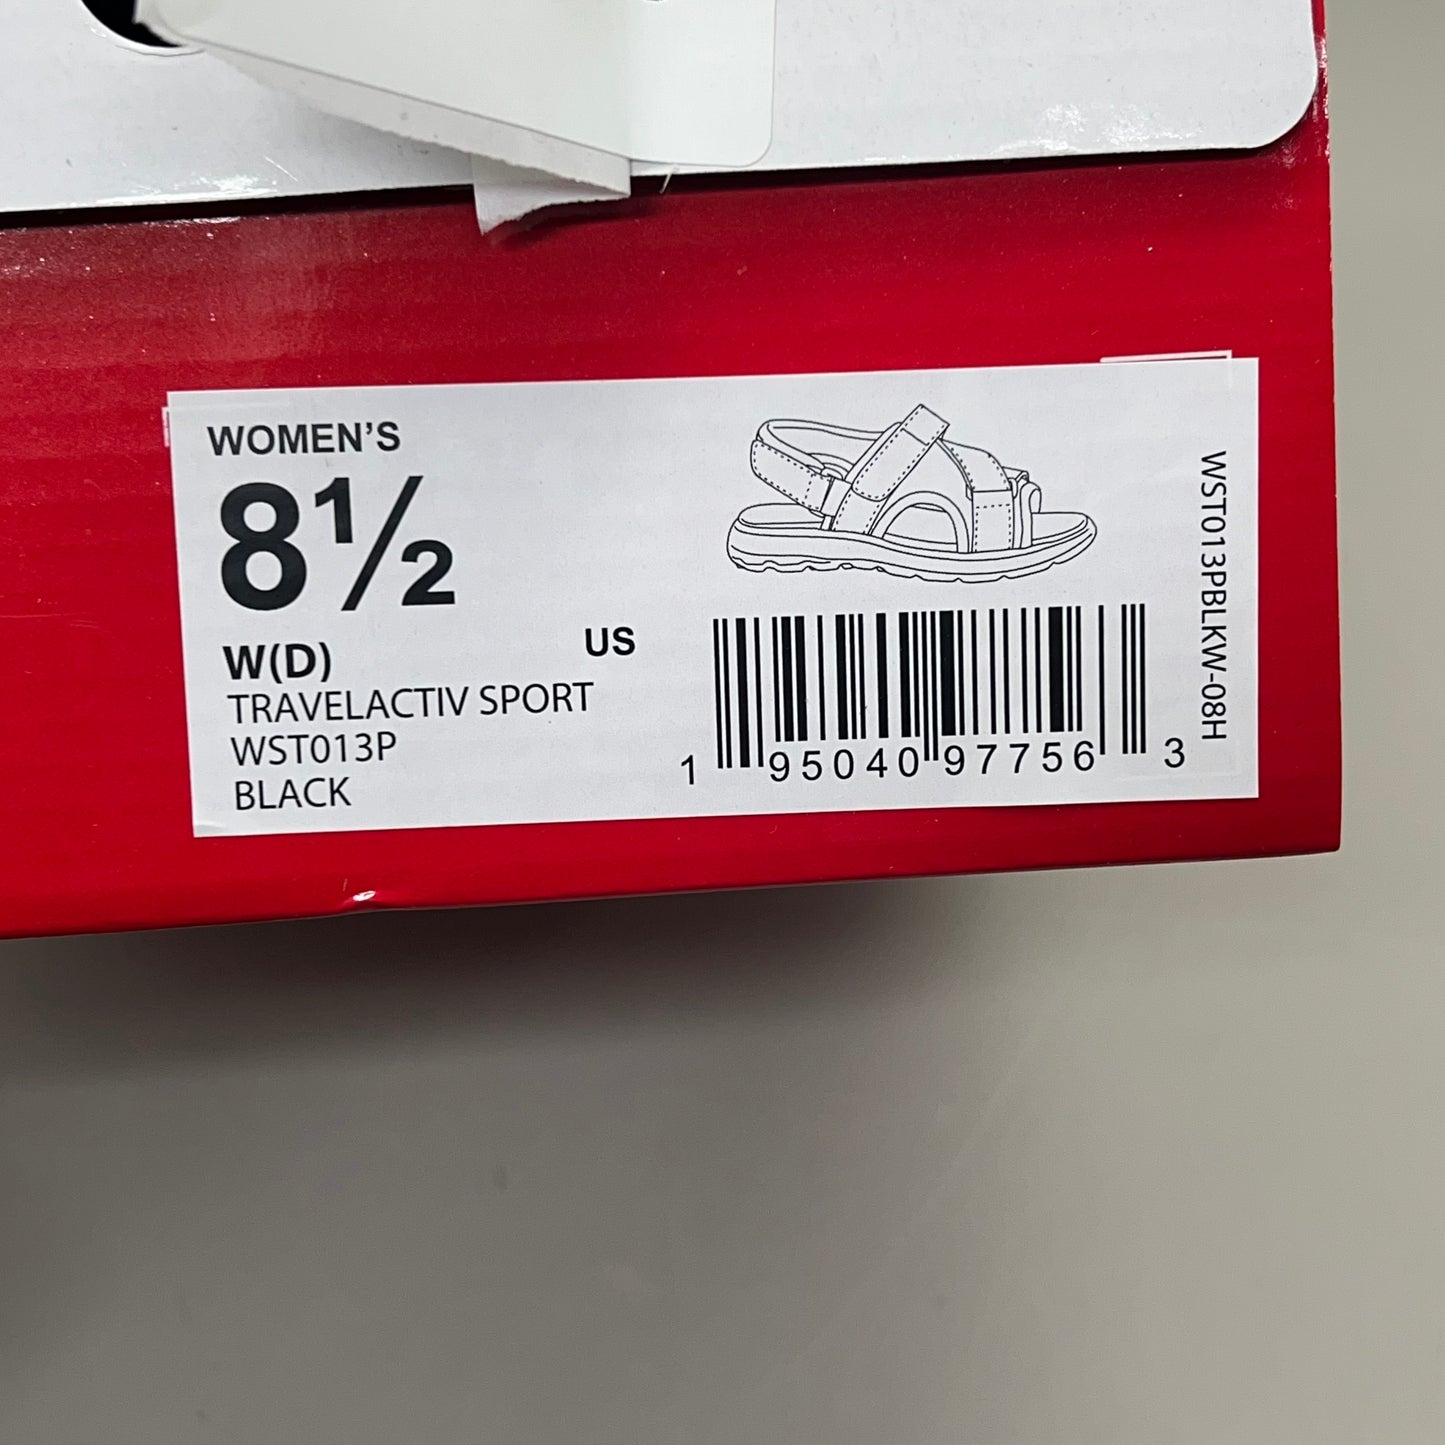 WOMEN'S
8½
W(D)
US
TRAVELACTIV SPORT
WST013P
BLACK
1 95040 97756 3
WST013PBLKW-08H